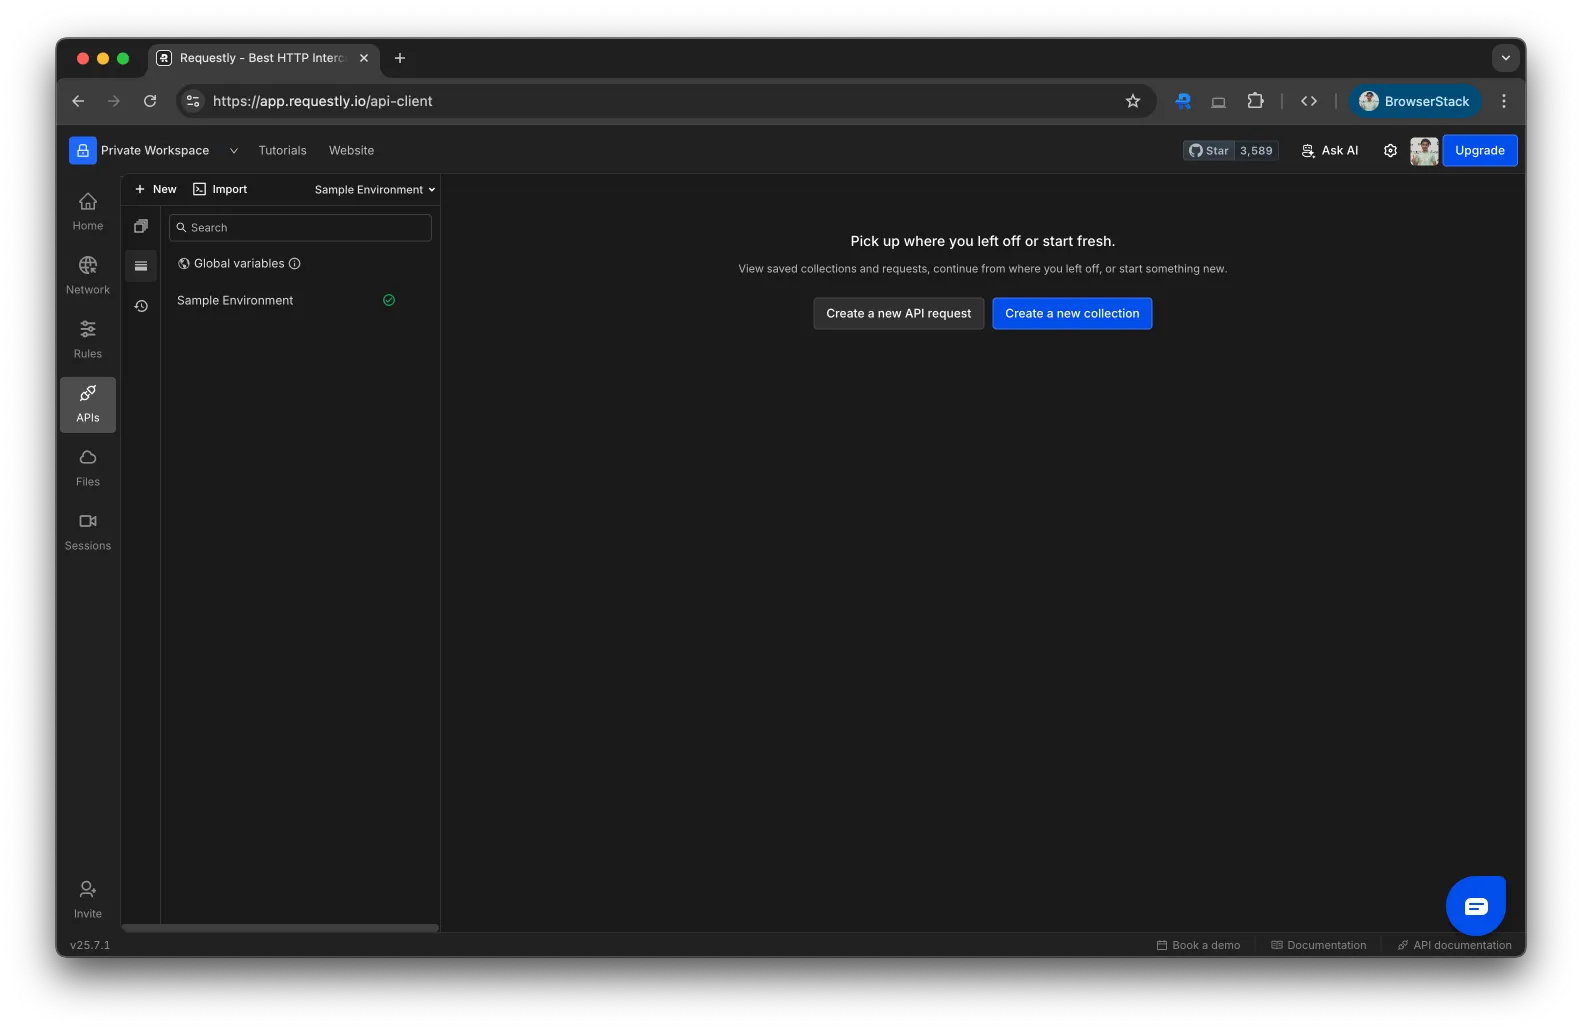 Requestly - Best HTTP Interc
https://app.requestly.io/api-client
BrowserStack
Private Workspace
Tutorials
Website
Star
3,589
Ask AI
Upgrade
New
Import
Sample Environment
Home
Network
Rules
APIs
Files
Sessions
Search
Global variables
Sample Environment
Pick up where you left off or start fresh.
View saved collections and requests, continue from where you left off, or start something new.
Create a new API request
Create a new collection
Invite
v25.7.1
Book a demo
Documentation
API documentation